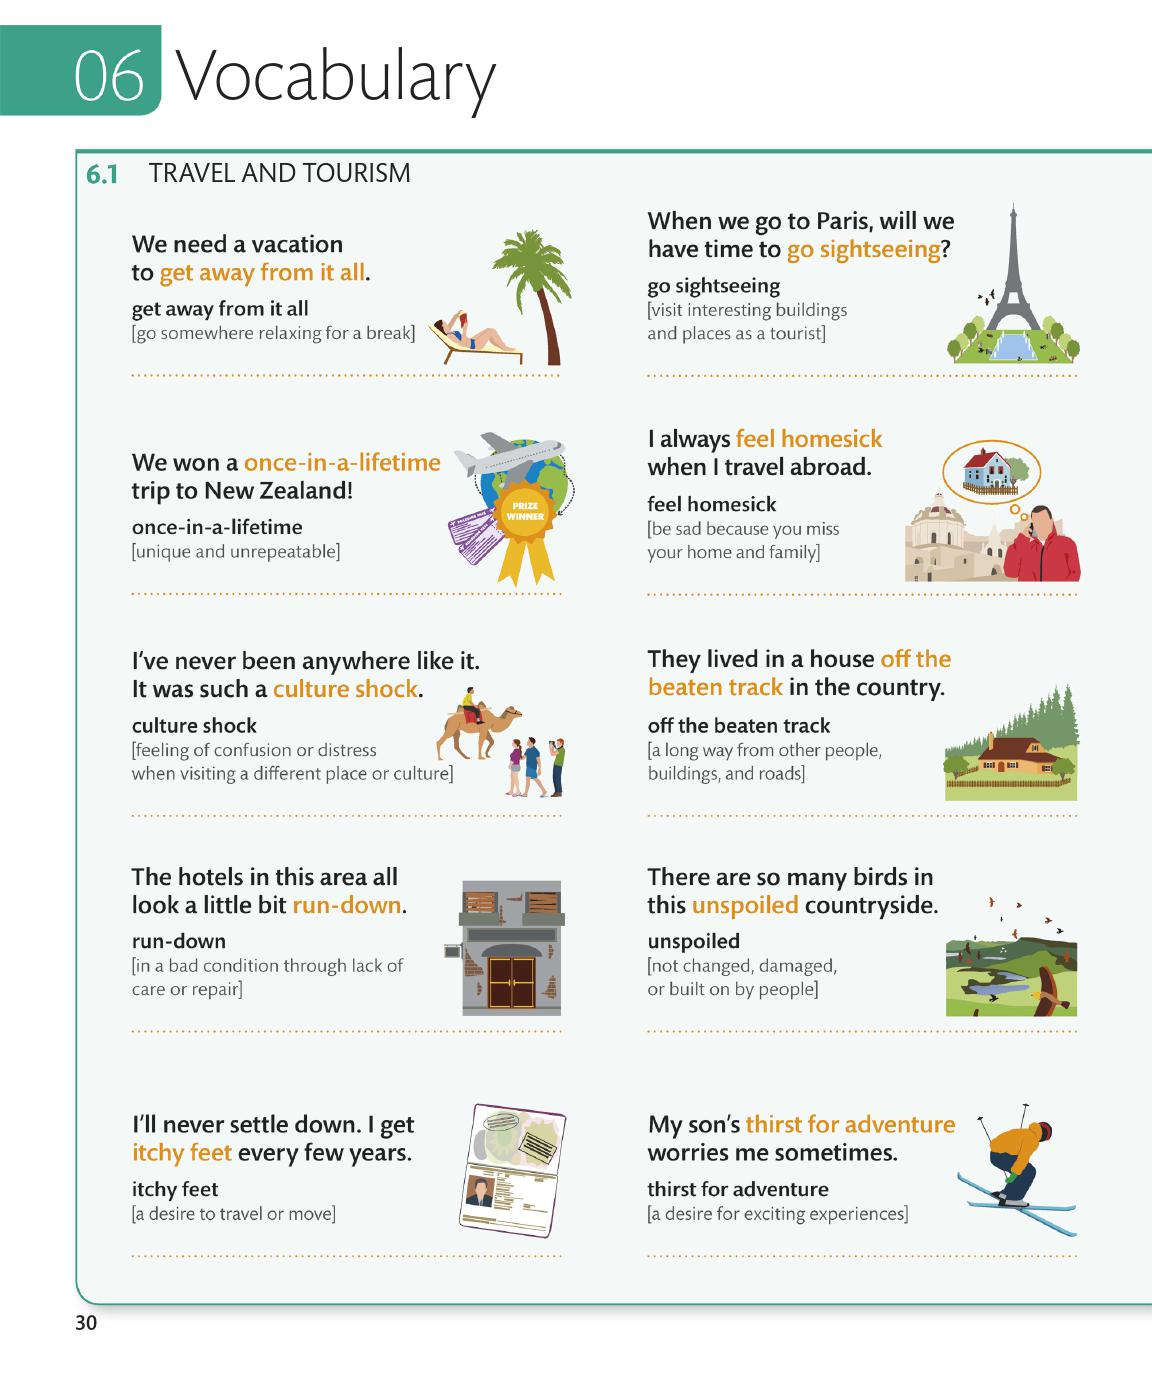 06 Vocabulary
6.1 TRAVEL AND TOURISM
We need a vacation
to get away from it all.
get away from it all
[go somewhere relaxing for a break]
We won a once-in-a-lifetime
trip to New Zealand!
once-in-a-lifetime
[unique and unrepeatable]
PRIZE
WINNER
I've never been anywhere like it.
It was such a culture shock.
culture shock
[feeling of confusion or distress
when visiting a different place or culture]
The hotels in this area all
look a little bit run-down.
run-down
[in a bad condition through lack of
care or repair]
I'll never settle down. I get
itchy feet every few years.
itchy feet
[a desire to travel or move]
When we go to Paris, will we
have time to go sightseeing?
go sightseeing
[visit interesting buildings
and places as a tourist]
I always feel homesick
when I travel abroad.
feel homesick
[be sad because you miss
your home and family]
They lived in a house off the
beaten track in the country.
off the beaten track
[a long way from other people,
buildings, and roads]
There are so many birds in
this unspoiled countryside.
unspoiled
[not changed, damaged,
or built on by people]
My son's thirst for adventure
worries me sometimes.
thirst for adventure
[a desire for exciting experiences]
30